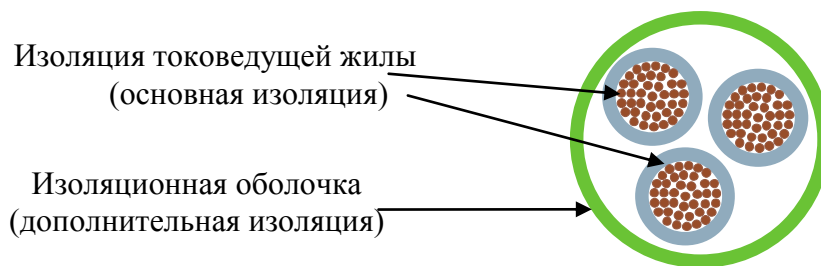 Изоляция токоведущей жилы
(основная изоляция)
Изоляционная оболочка
(дополнительная изоляция)